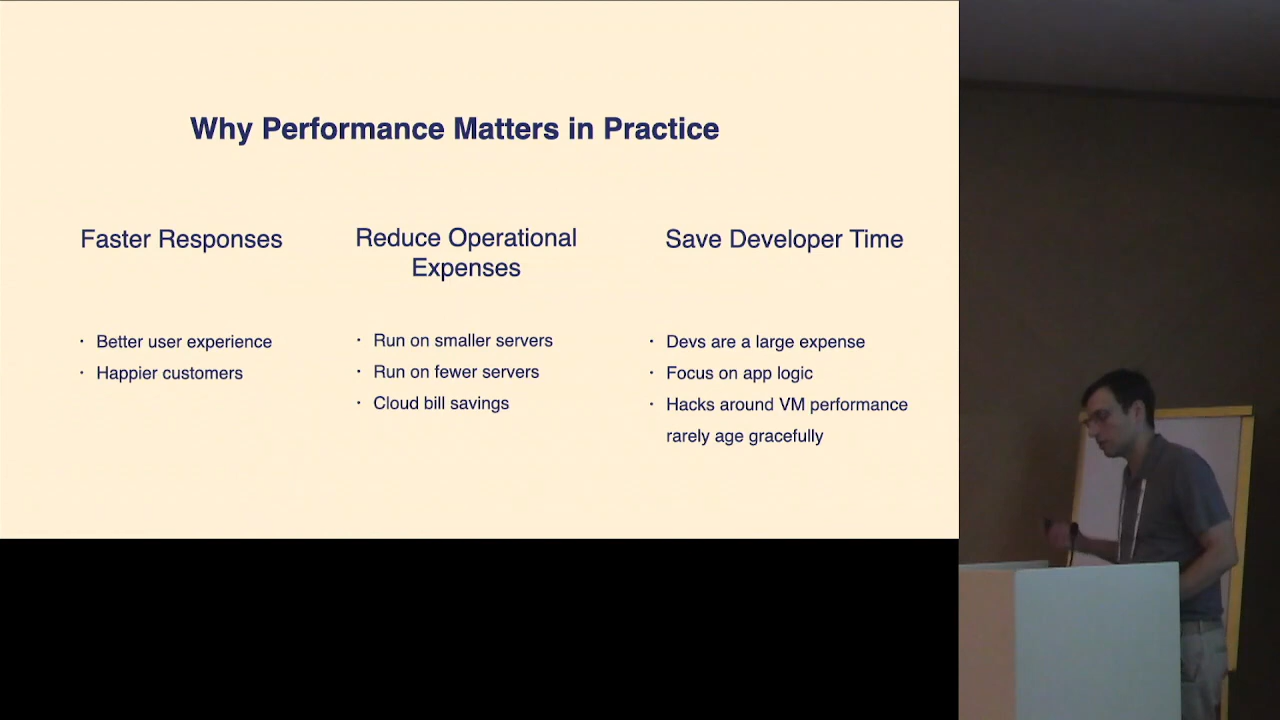 Why Performance Matters in Practice
Faster Responses
Reduce Operational
Expenses
Save Developer Time
· Better user experience
· Happier customers
· Run on smaller servers
· Run on fewer servers
· Cloud bill savings
· Devs are a large expense
· Focus on app logic
· Hacks around VM performance
rarely age gracefully